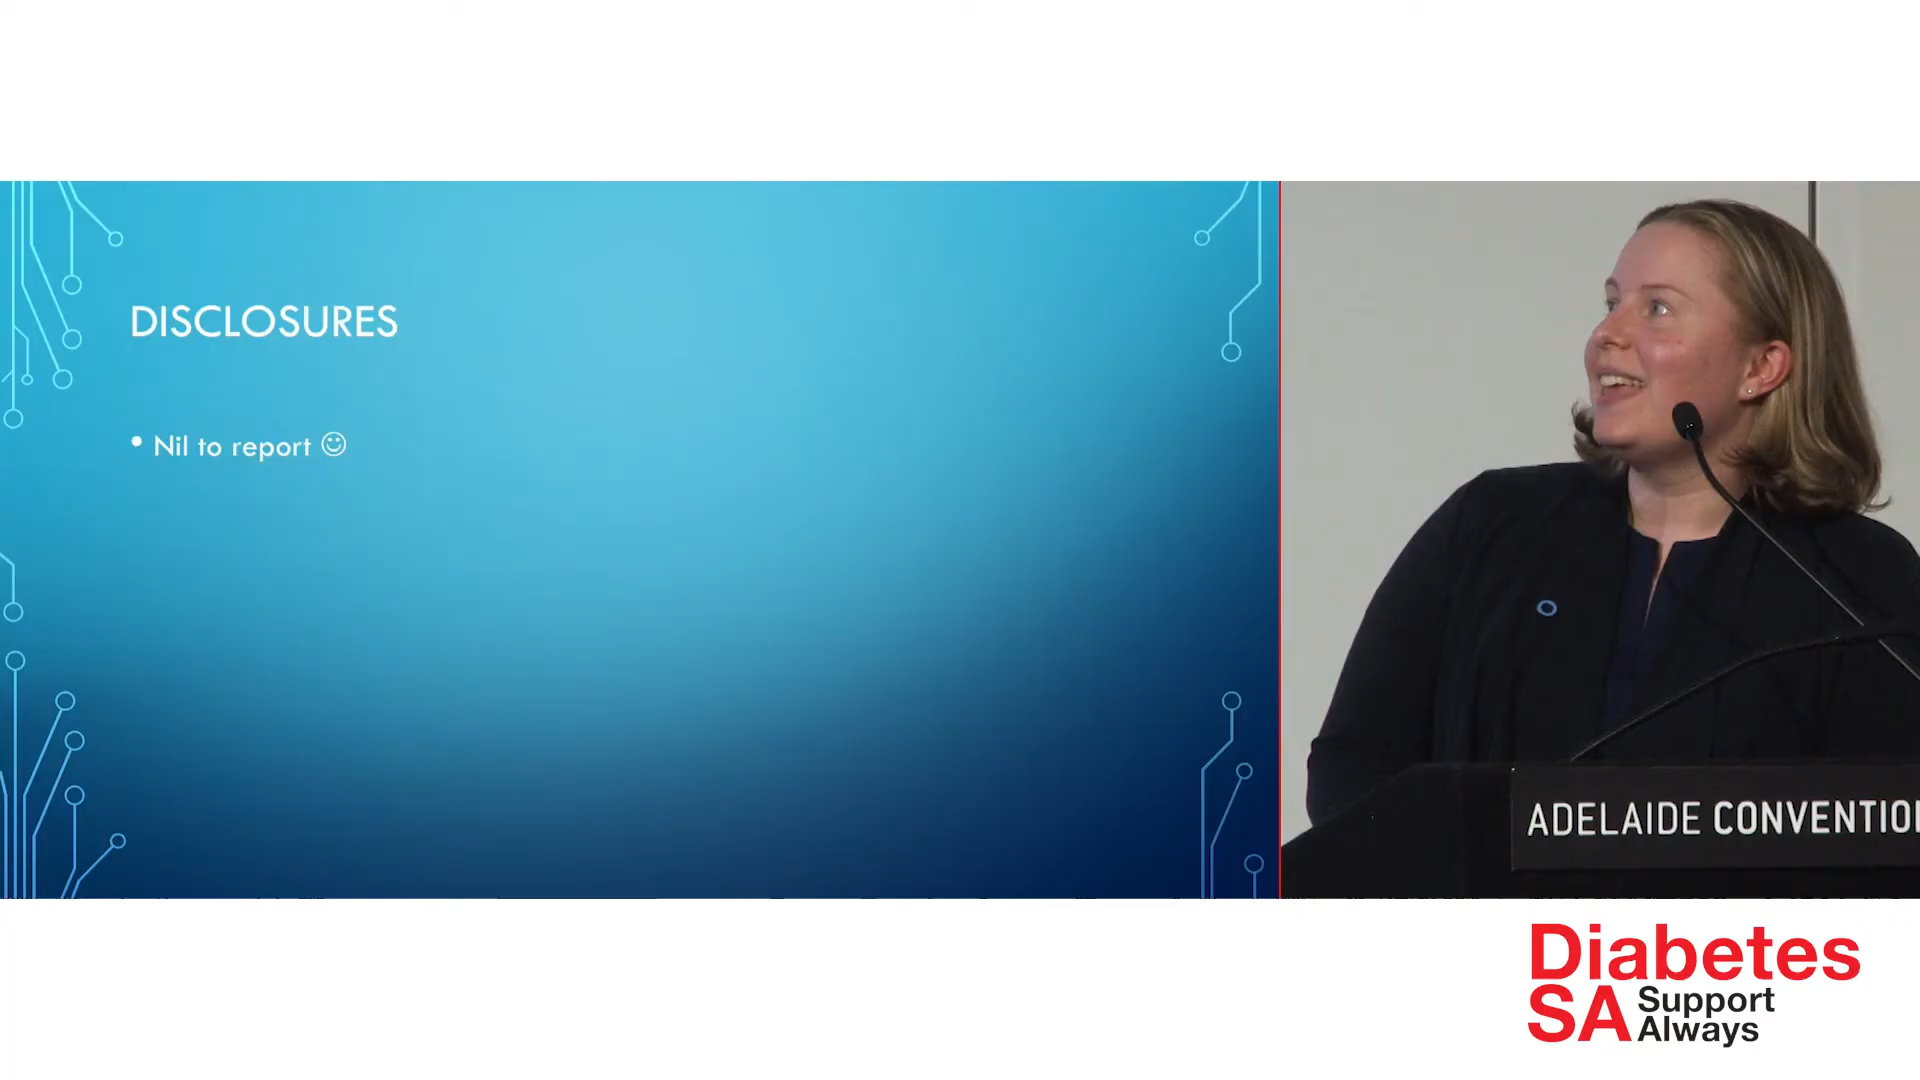 DISCLOSURES
• Nil to report ☺
ADELAIDE CONVENTIO
Diabetes
SA Support
Always